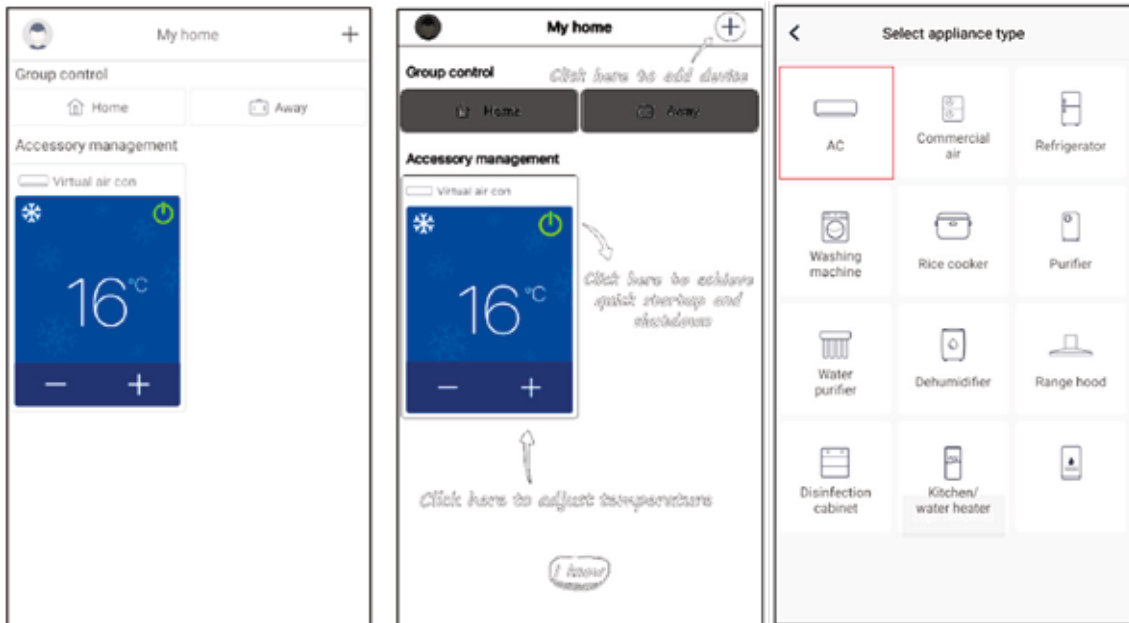 My home
+
Group control
Home
Away
Accessory management
Virtual air con
16°C
− +
My home
+
Click here to add device
Group control
Home
Away
Accessory management
Virtual air con
16°C
− +
Click here to achieve
quick startup and
shutdown
Click here to adjust temperature
I know
Select appliance type
AC
Commercial
air
Refrigerator
Washing
machine
Rice cooker
Purifier
Water
purifier
Dehumidifier
Range hood
Disinfection
cabinet
Kitchen/
water heater